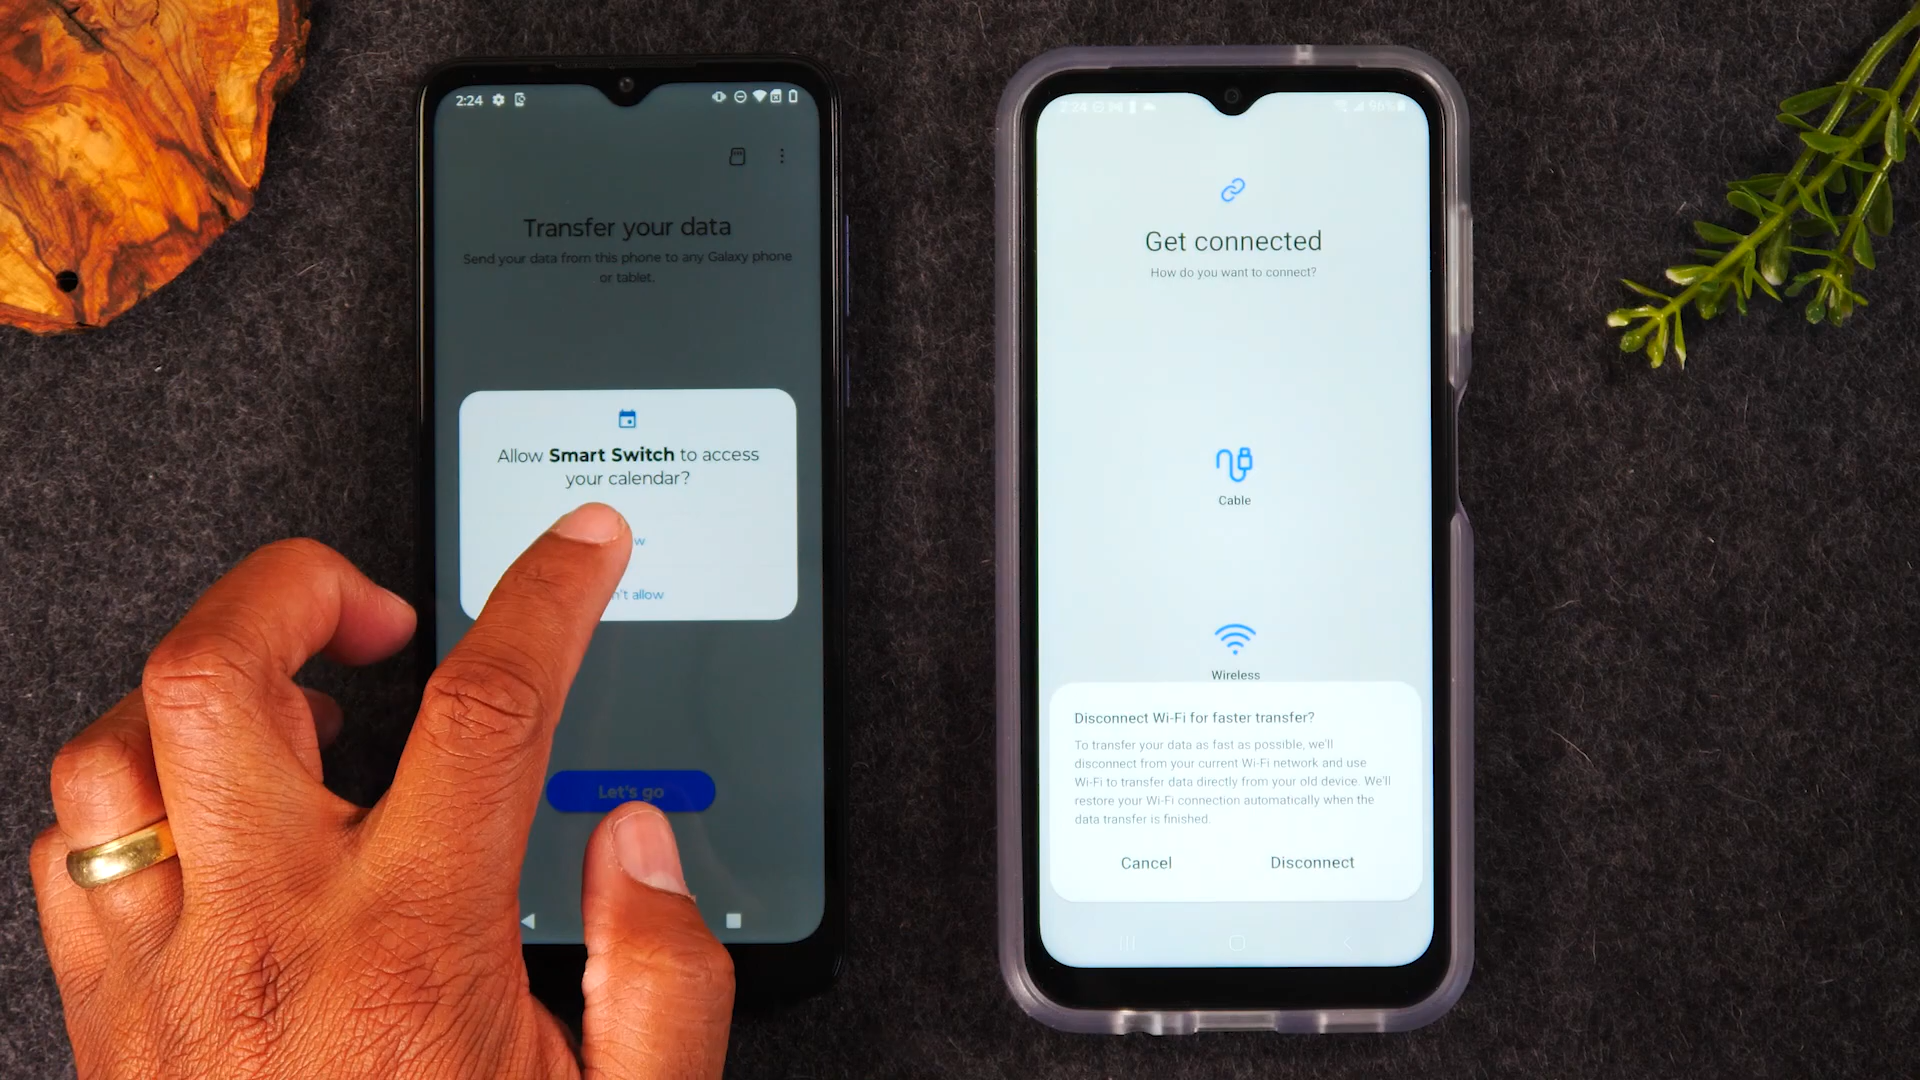 2:24
Transfer your data
Send your data from this phone to any Galaxy phone
or tablet.
Allow Smart Switch to access
your calendar?
w
n't allow
Let's go
2:24
96%
Get connected
How do you want to connect?
Cable
Wireless
Disconnect Wi-Fi for faster transfer?
To transfer your data as fast as possible, we'll
disconnect from your current Wi-Fi network and use
Wi-Fi to transfer data directly from your old device. We'll
restore your Wi-Fi connection automatically when the
data transfer is finished.
Cancel Disconnect